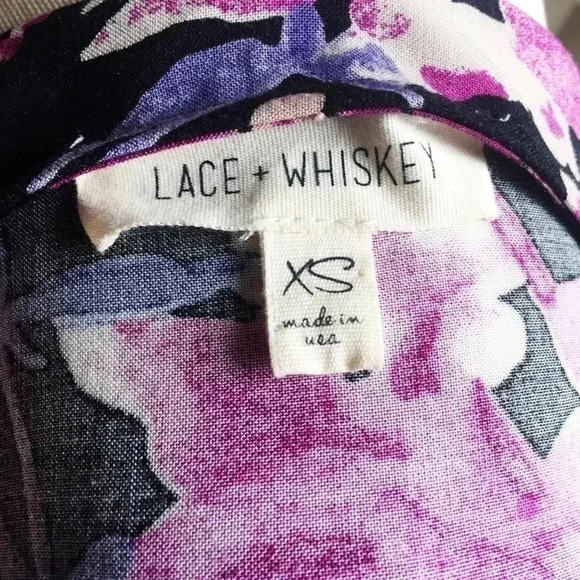 LACE + WHISKEY
XS
made in
usa